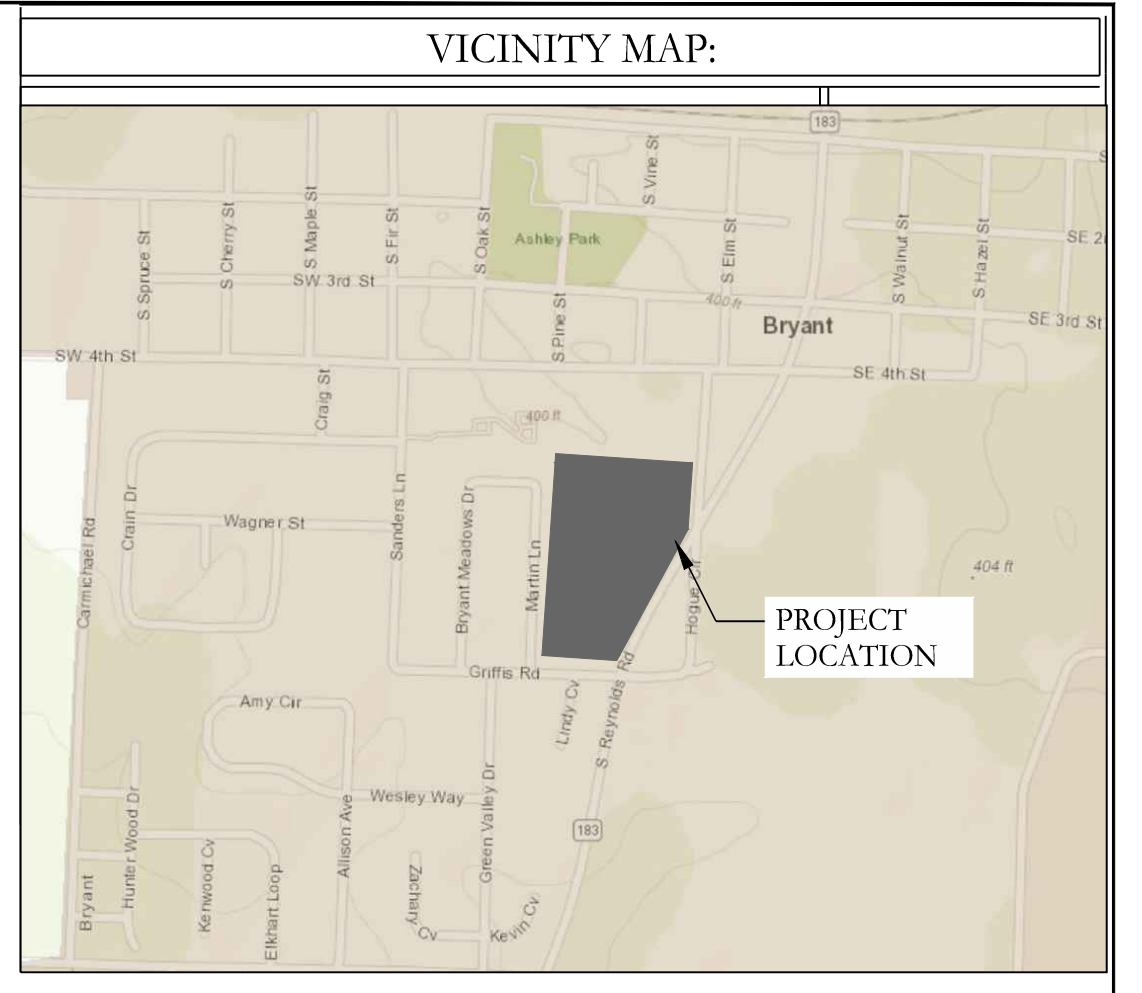 VICINITY MAP:
183
S Vine St
S Cherry St
S Maple St
S Fir St
S Oak St
Ashley Park
S Elm St
S Walnut St
S Hazel St
SE 2
S Spruce St
SW 3rd St
S Pine St
400 ft
Bryant
SE 3rd St
SW 4th St
SE 4th St
Craig St
400 ft
Crain Dr
Wagner St
Sanders Ln
Bryant Meadows Dr
Martin Ln
Carmichael Rd
Hogue Cir
404 ft
PROJECT
LOCATION
Griffis Rd
Lindy Cv
S Reynolds Rd
Amy Cir
Wesley Way
Green Valley Dr
183
Hunter Wood Dr
Allison Ave
Kenwood Cv
Elkhart Loop
Bryant
Zachary Cv
Kevin Cv